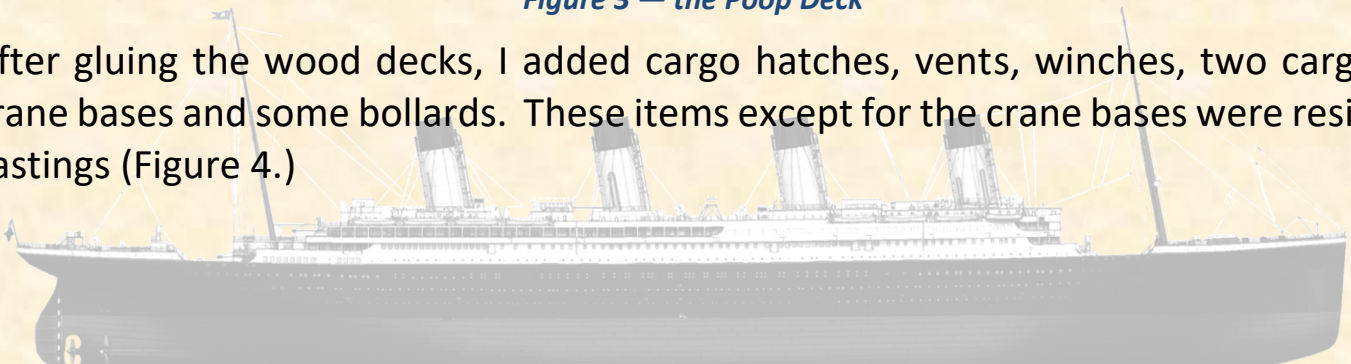 Figure 3 — the Poop Deck
fter gluing the wood decks, I added cargo hatches, vents, winches, two carg
rane bases and some bollards. These items except for the crane bases were resi
astings (Figure 4.)